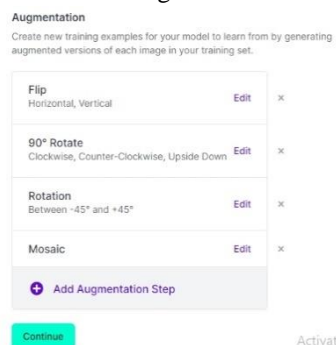 Augmentation
Create new training examples for your model to learn from by generating
augmented versions of each image in your training set.
Flip
Horizontal, Vertical
Edit ×
90° Rotate
Clockwise, Counter-Clockwise, Upside Down
Edit ×
Rotation
Between -45° and +45°
Edit ×
Mosaic Edit ×
Add Augmentation Step
Continue
Activat